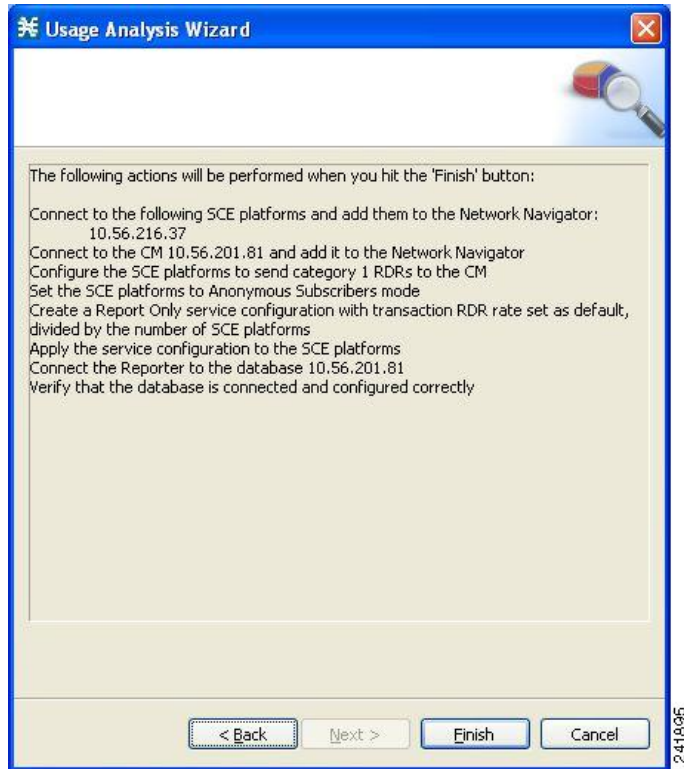 Usage Analysis Wizard
The following actions will be performed when you hit the 'Finish' button:
Connect to the following SCE platforms and add them to the Network Navigator:
10.56.216.37
Connect to the CM 10.56.201.81 and add it to the Network Navigator
Configure the SCE platforms to send category 1 RDRs to the CM
Set the SCE platforms to Anonymous Subscribers mode
Create a Report Only service configuration with transaction RDR rate set as default,
divided by the number of SCE platforms
Apply the service configuration to the SCE platforms
Connect the Reporter to the database 10.56.201.81
Verify that the database is connected and configured correctly
< Back
Next >
Finish
Cancel
241895